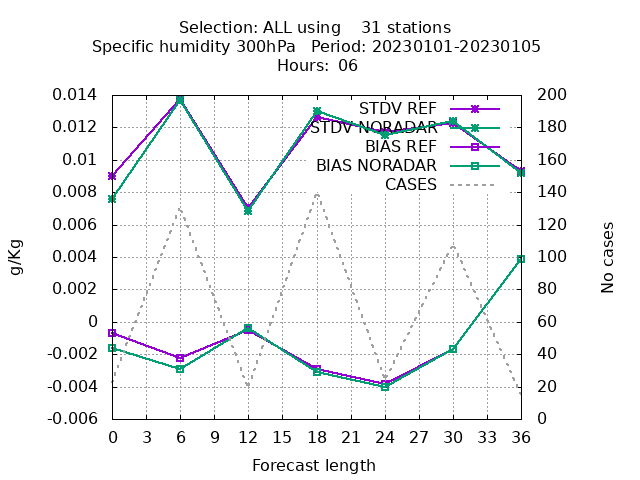 Selection: ALL using    31 stations
Specific humidity 300hPa   Period: 20230101-20230105
Hours: 06
0.014
0.012
0.01
0.008
0.006
0.004
0.002
0
-0.002
-0.004
-0.006
g/Kg
STDV REF
STDV NORADAR
BIAS REF
BIAS NORADAR
CASES
200
180
160
140
120
100
80
60
40
20
0
No cases
0 3 6 9 12 15 18 21 24 27 30 33 36
Forecast length